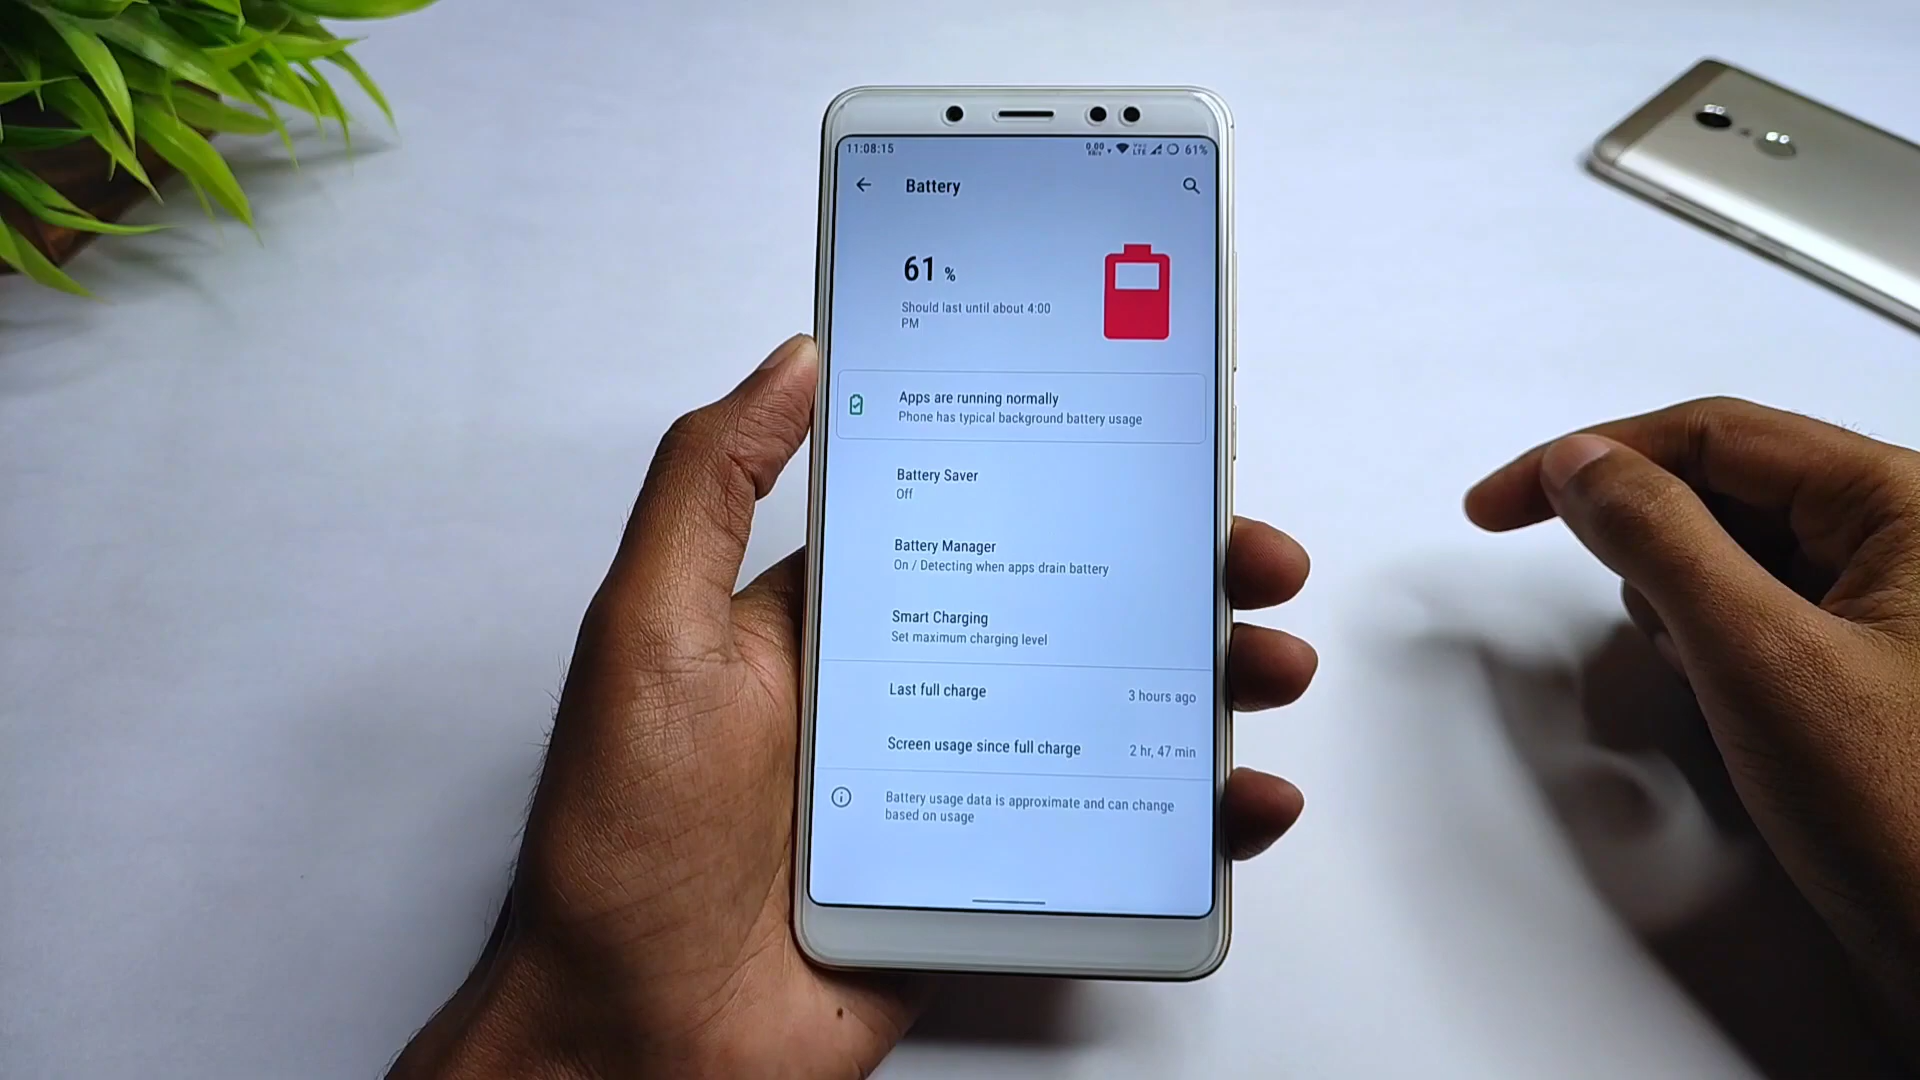 11:08:15
0.00 LTE 61%
Battery
61 %
Should last until about 4:00
PM
Apps are running normally
Phone has typical background battery usage
Battery Saver
Off
Battery Manager
On / Detecting when apps drain battery
Smart Charging
Set maximum charging level
Last full charge 3 hours ago
Screen usage since full charge 2 hr, 47 min
Battery usage data is approximate and can change
based on usage